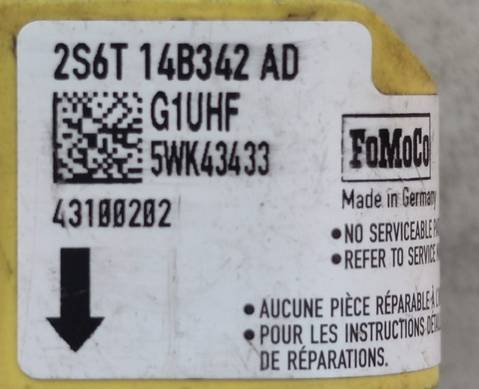 2S6T 14B342 AD
G1UHF
5WK43433
43100202
FoMoCo
Made in Germany
•NO SERVICEABLE
•REFER TO SERVICE
•AUCUNE PIÈCE RÉPARABLE À
•POUR LES INSTRUCTIONS
DE RÉPARATIONS.